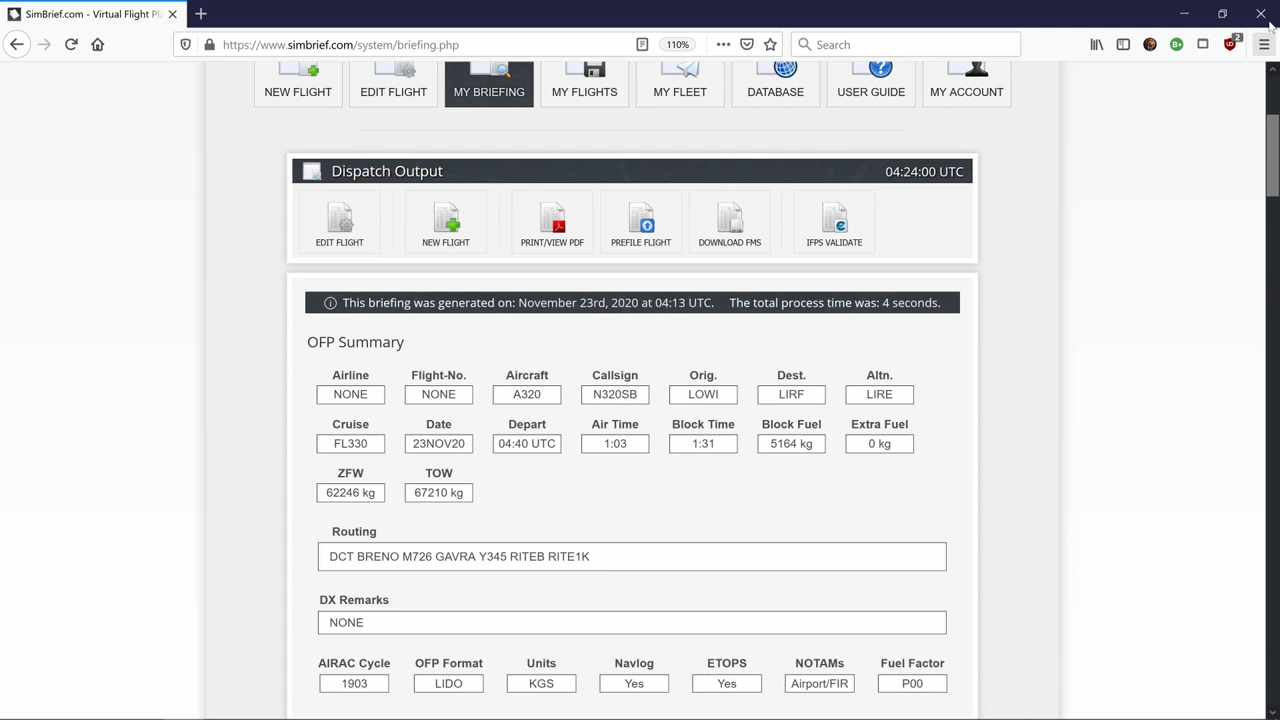 SimBrief.com - Virtual Flight Pl
https://www.simbrief.com/system/briefing.php
110%
Search
2
NEW FLIGHT EDIT FLIGHT MY BRIEFING MY FLIGHTS MY FLEET DATABASE USER GUIDE MY ACCOUNT
Dispatch Output 04:24:00 UTC
EDIT FLIGHT NEW FLIGHT PRINT/VIEW PDF PREFILE FLIGHT DOWNLOAD FMS IFPS VALIDATE
This briefing was generated on: November 23rd, 2020 at 04:13 UTC. The total process time was: 4 seconds.
OFP Summary
Airline Flight-No. Aircraft Callsign Orig. Dest. Altn.
NONE NONE A320 N320SB LOWI LIRF LIRE
Cruise Date Depart Air Time Block Time Block Fuel Extra Fuel
FL330 23NOV20 04:40 UTC 1:03 1:31 5164 kg 0 kg
ZFW TOW
62246 kg 67210 kg
Routing
DCT BRENO M726 GAVRA Y345 RITEB RITE1K
DX Remarks
NONE
AIRAC Cycle OFP Format Units Navlog ETOPS NOTAMs Fuel Factor
1903 LIDO KGS Yes Yes Airport/FIR P00